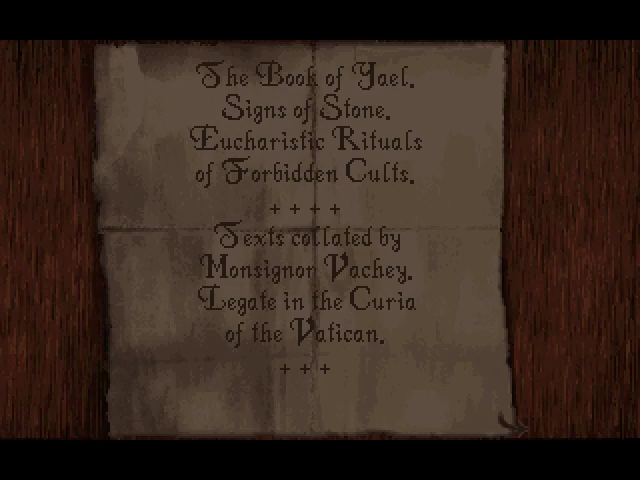 The Book of Yael.
Signs of Stone.
Eucharistic Rituals
of Forbidden Cults.
++++
Texts collated by
Monsignor Vachey.
Legate in the Curia
of the Vatican.
+++